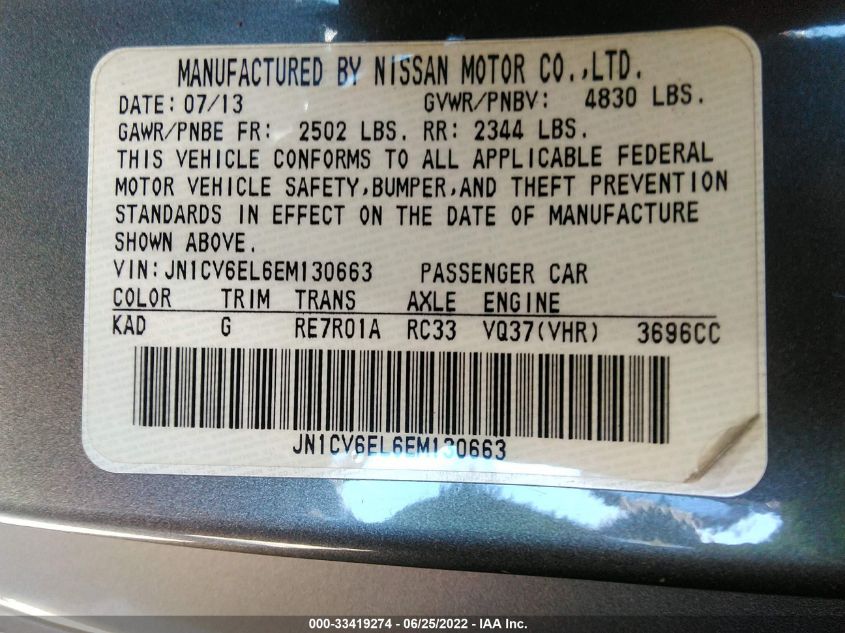 MANUFACTURED BY NISSAN MOTOR CO.,LTD.
DATE: 07/13 GVWR/PNBV: 4830 LBS.
GAWR/PNBE FR: 2502 LBS. RR: 2344 LBS.
THIS VEHICLE CONFORMS TO ALL APPLICABLE FEDERAL
MOTOR VEHICLE SAFETY,BUMPER,AND THEFT PREVENTION
STANDARDS IN EFFECT ON THE DATE OF MANUFACTURE
SHOWN ABOVE.
VIN: JN1CV6EL6EM130663 PASSENGER CAR
COLOR TRIM TRANS AXLE ENGINE
KAD G RE7R01A RC33 VQ37(VHR) 3696CC
JN1CV6EL6EM130663
000-33419274 - 06/25/2022 - IAA Inc.